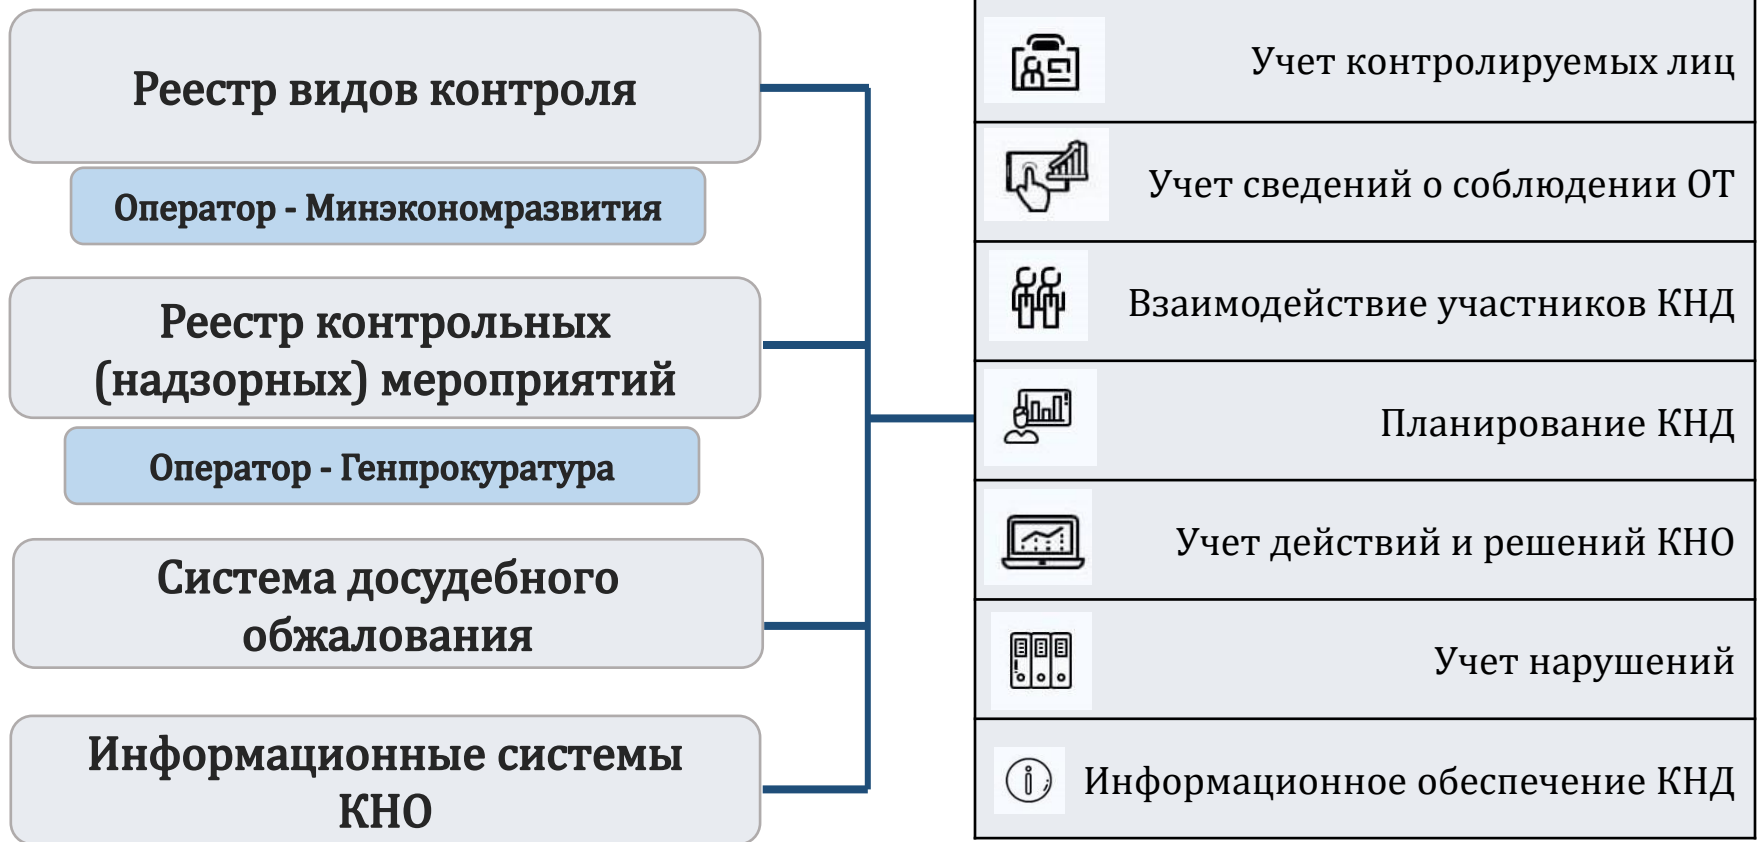 Реестр видов контроля
Оператор - Минэкономразвития
Реестр контрольных
(надзорных) мероприятий
Оператор - Генпрокуратура
Система досудебного
обжалования
Информационные системы
КНО
Учет контролируемых лиц
Учет сведений о соблюдении ОТ
Взаимодействие участников КНД
Планирование КНД
Учет действий и решений КНО
Учет нарушений
Информационное обеспечение КНД